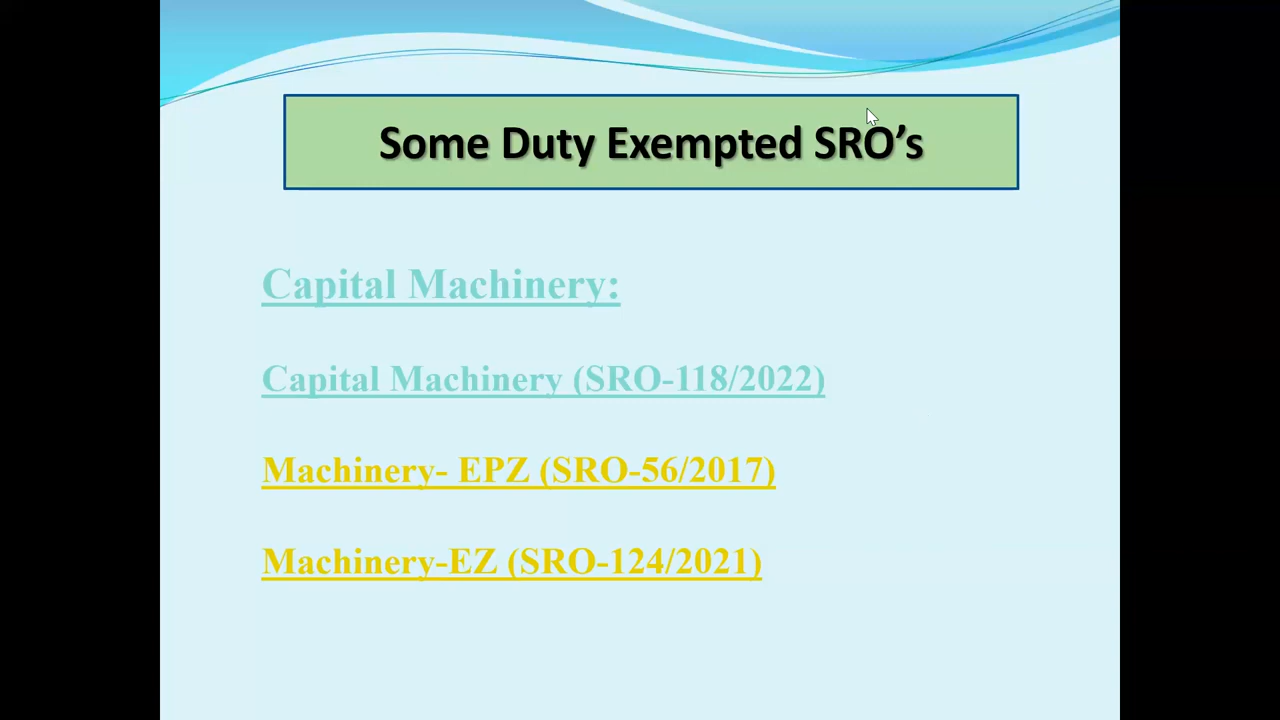 Some Duty Exempted SRO’s
Capital Machinery:
Capital Machinery (SRO-118/2022)
Machinery- EPZ (SRO-56/2017)
Machinery-EZ (SRO-124/2021)